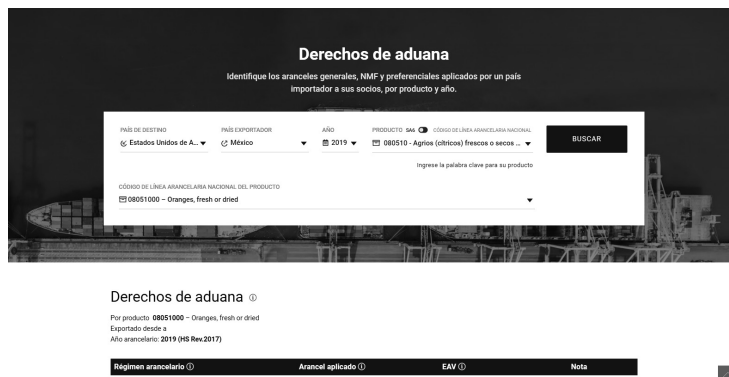 Derechos de aduana
Identifique los aranceles generales, NMF y preferenciales aplicados por un país
importador a sus socios, por producto y año.
PAÍS DE DESTINO PAÍS EXPORTADOR AÑO PRODUCTO SA6 CÓDIGO DE LÍNEA ARANCELARIA NACIONAL
Estados Unidos de A... México 2019 080510 - Agrios (cítricos) frescos o secos ... BUSCAR
Ingrese la palabra clave para su producto
CÓDIGO DE LÍNEA ARANCELARIA NACIONAL DEL PRODUCTO
08051000 – Oranges, fresh or dried
Derechos de aduana
Por producto 08051000 – Oranges, fresh or dried
Exportado desde a
Año arancelario: 2019 (HS Rev.2017)
Régimen arancelario Arancel aplicado EAV Nota